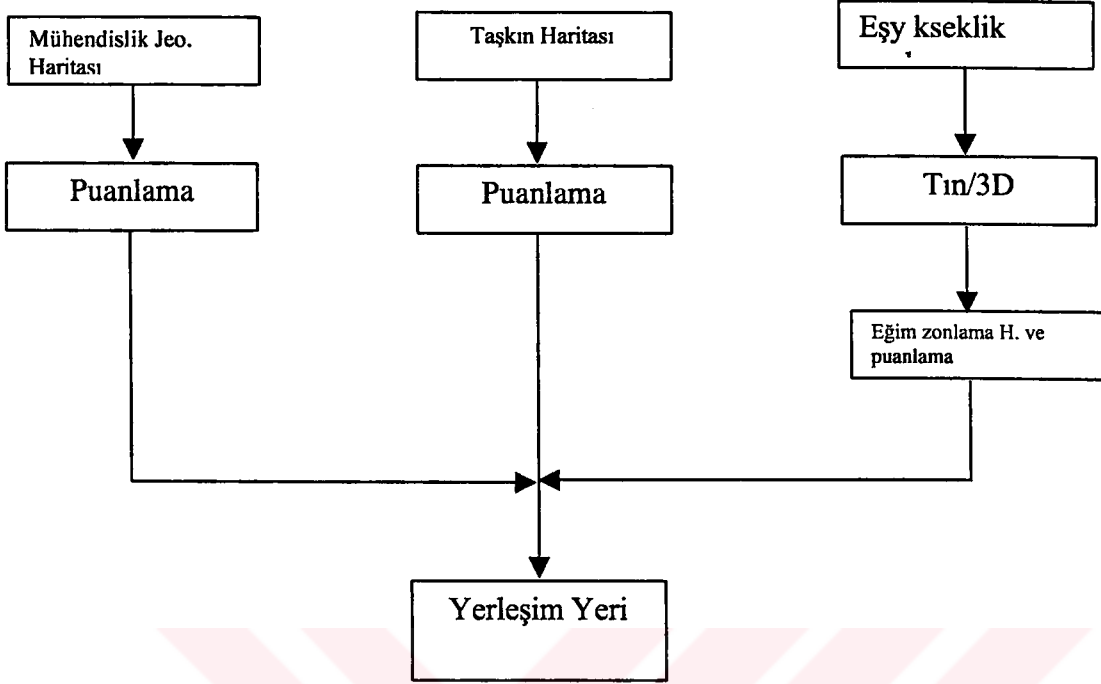 Mühendislik Jeo.
Haritası
Taşkın Haritası
Eşy kseklik
Puanlama
Puanlama
Tın/3D
Eğim zonlama H. ve
puanlama
Yerleşim Yeri